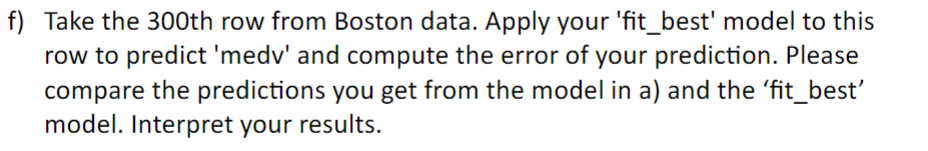 f) Take the 300th row from Boston data. Apply your 'fit_best' model to this
row to predict 'medv' and compute the error of your prediction. Please
compare the predictions you get from the model in a) and the ‘fit_best’
model. Interpret your results.